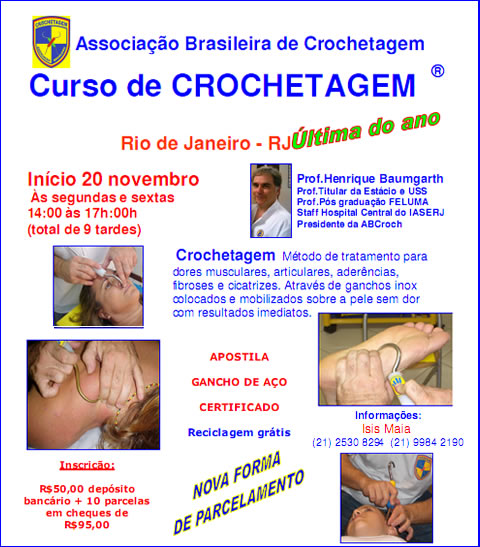 Associação Brasileira de Crochetagem
Curso de CROCHETAGEM ®
Rio de Janeiro - RJ
Última do ano
Início 20 novembro
Às segundas e sextas
14:00 às 17h:00h
(total de 9 tardes)
Prof.Henrique Baumgarth
Prof.Titular da Estácio e USS
Prof.Pós graduação FELUMA
Staff Hospital Central do IASERJ
Presidente da ABCroch
Crochetagem Método de tratamento para
dores musculares, articulares, aderências,
fibroses e cicatrizes. Através de ganchos inox
colocados e mobilizados sobre a pele sem dor
com resultados imediatos.
APOSTILA
GANCHO DE AÇO
CERTIFICADO
Reciclagem grátis
Informações:
Isis Maia
(21) 2530 8294 (21) 9984 2190
Inscrição:
R$50,00 depósito
bancário + 10 parcelas
em cheques de
R$95,00
NOVA FORMA
DE PARCELAMENTO